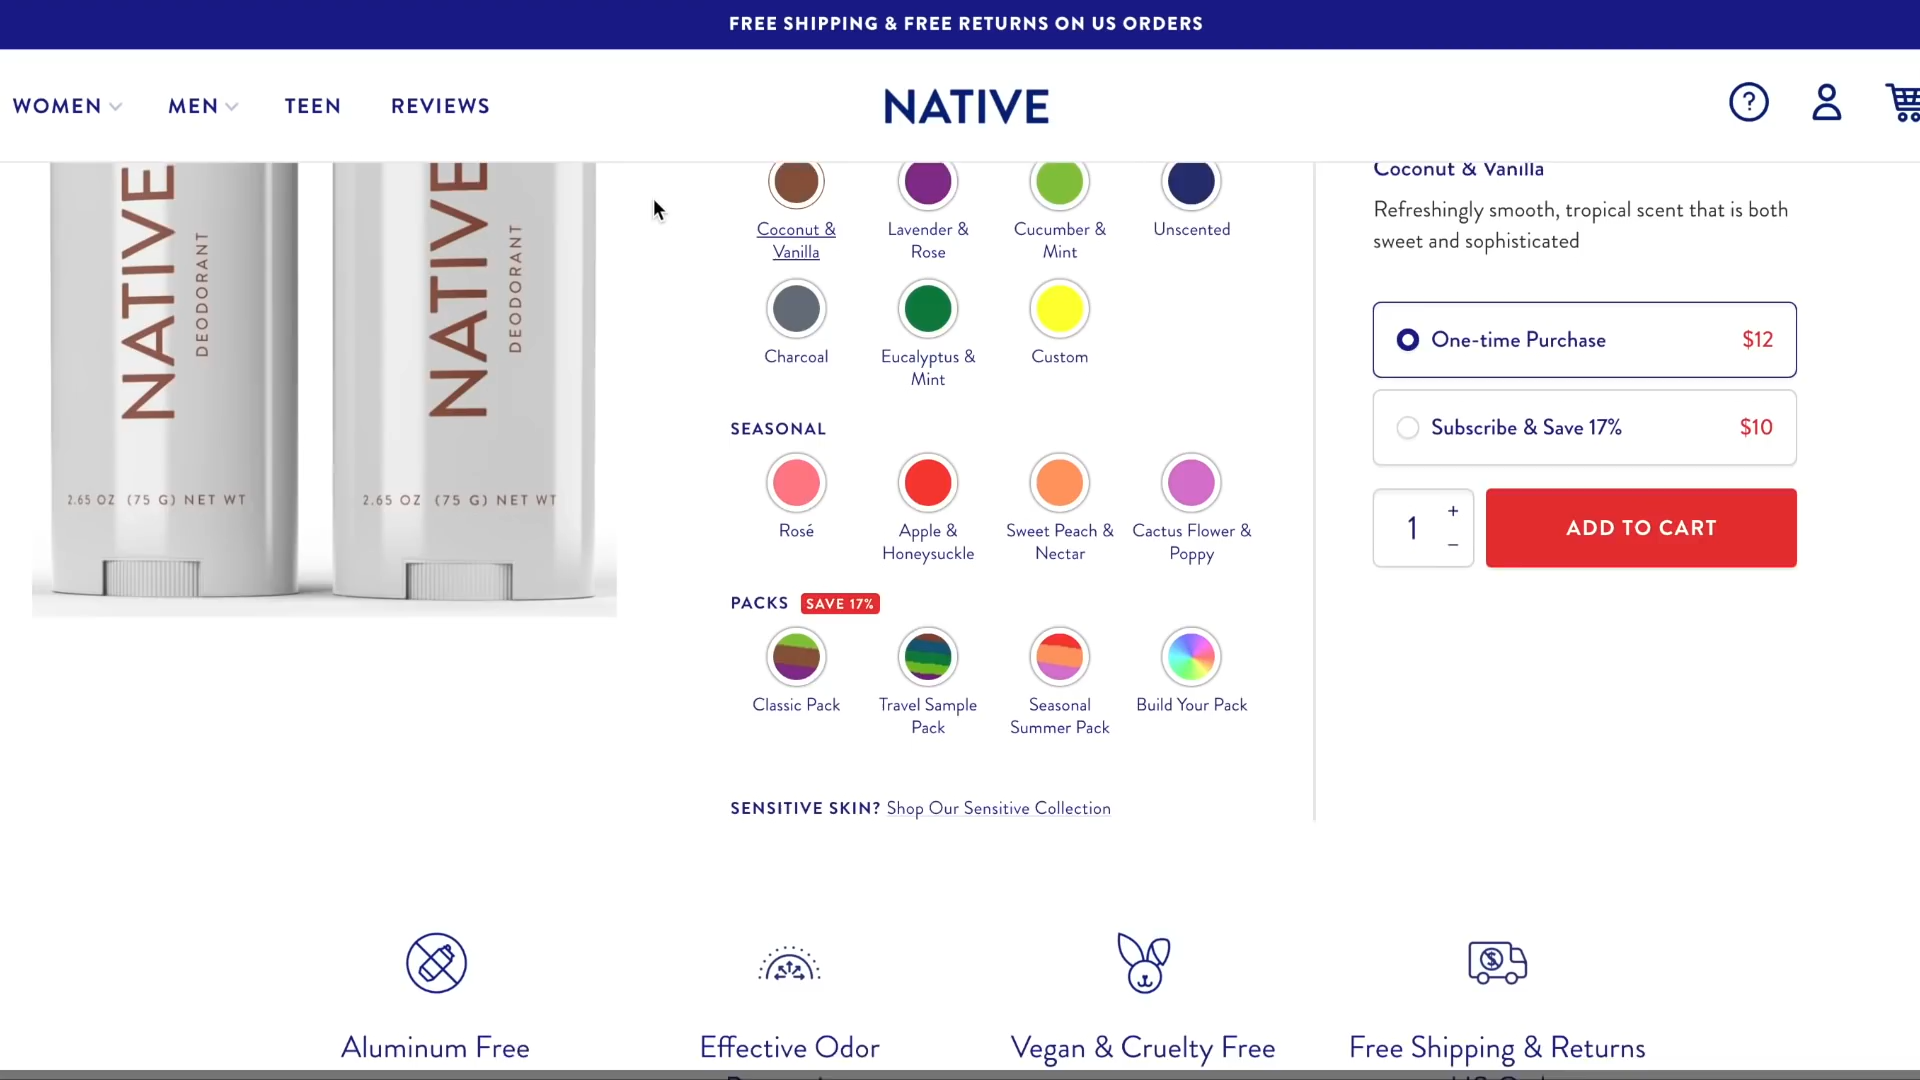 FREE SHIPPING & FREE RETURNS ON US ORDERS
WOMEN
MEN
TEEN
REVIEWS
NATIVE
?
NATIVE
DEODORANT
2.65 OZ (75 G) NET WT
NATIVE
DEODORANT
2.65 OZ (75 G) NET WT
Coconut &
Vanilla
Lavender &
Rose
Cucumber &
Mint
Unscented
Charcoal
Eucalyptus &
Mint
Custom
SEASONAL
Rosé
Apple &
Honeysuckle
Sweet Peach &
Nectar
Cactus Flower &
Poppy
PACKS SAVE 17%
Classic Pack
Travel Sample
Pack
Seasonal
Summer Pack
Build Your Pack
SENSITIVE SKIN? Shop Our Sensitive Collection
Coconut & Vanilla
Refreshingly smooth, tropical scent that is both
sweet and sophisticated
One-time Purchase $12
Subscribe & Save 17% $10
1 + −
ADD TO CART
Aluminum Free
Effective Odor
Vegan & Cruelty Free
$
Free Shipping & Returns